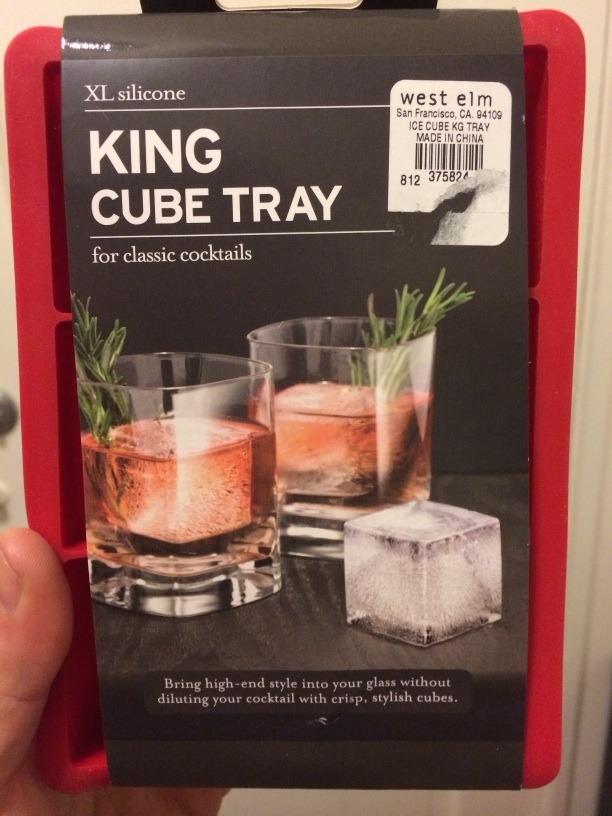 XL silicone
KING
CUBE TRAY
for classic cocktails
west elm
San Francisco, CA. 94109
ICE CUBE KG TRAY
MADE IN CHINA
812 375824
Bring high-end style into your glass without
diluting your cocktail with crisp, stylish cubes.